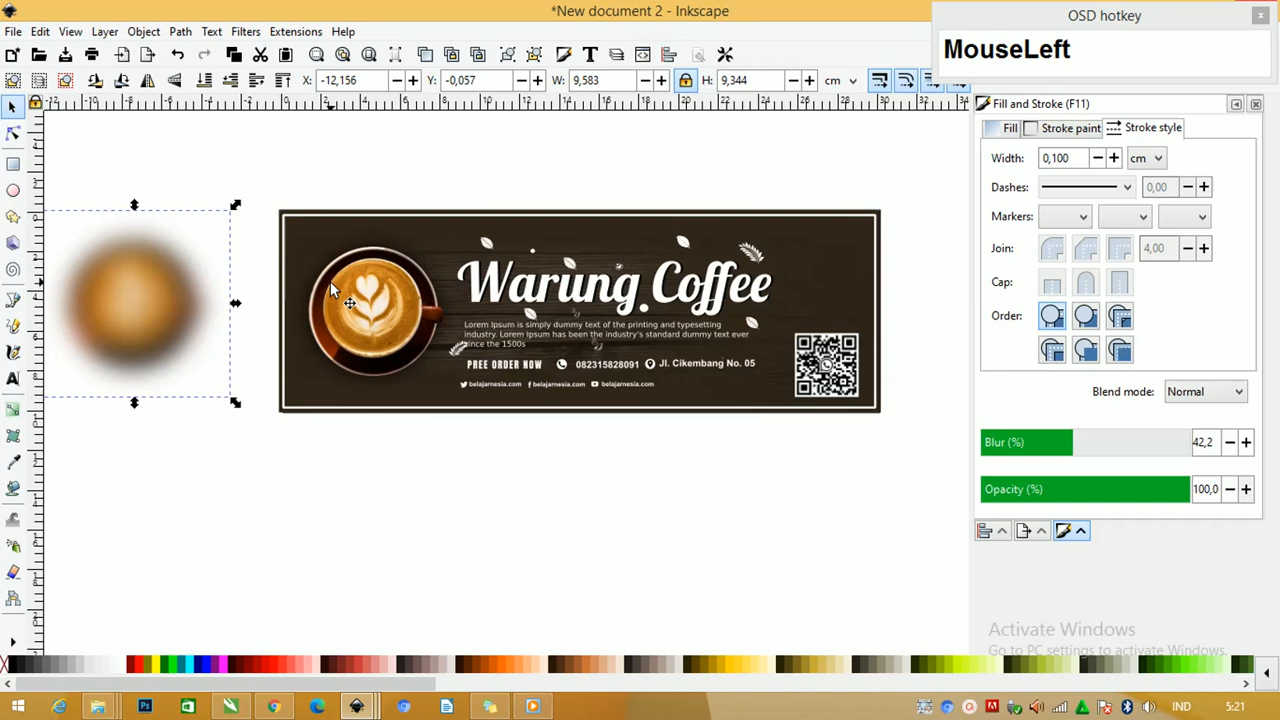 *New document 2 - Inkscape
OSD hotkey
x
MouseLeft
File Edit View Layer Object Path Text Filters Extensions Help
X: -12,156 Y: -0,057 W: 9,583 H: 9,344 cm
Fill and Stroke (F11)
Fill Stroke paint Stroke style
Width: 0,100 cm
Dashes: 0,00
Markers:
Join: 4,00
Cap:
Order:
Blend mode: Normal
Blur (%) 42,2
Opacity (%) 100,0
Warung Coffee
Lorem Ipsum is simply dummy text of the printing and typesetting
industry. Lorem Ipsum has been the industry's standard dummy text ever
since the 1500s
PREE ORDER NOW 082315828091 Jl. Cikembang No. 05
belajarnesia.com belajarnesia.com belajarnesia.com
Activate Windows
Go to PC settings to activate Windows.
IND 5:21